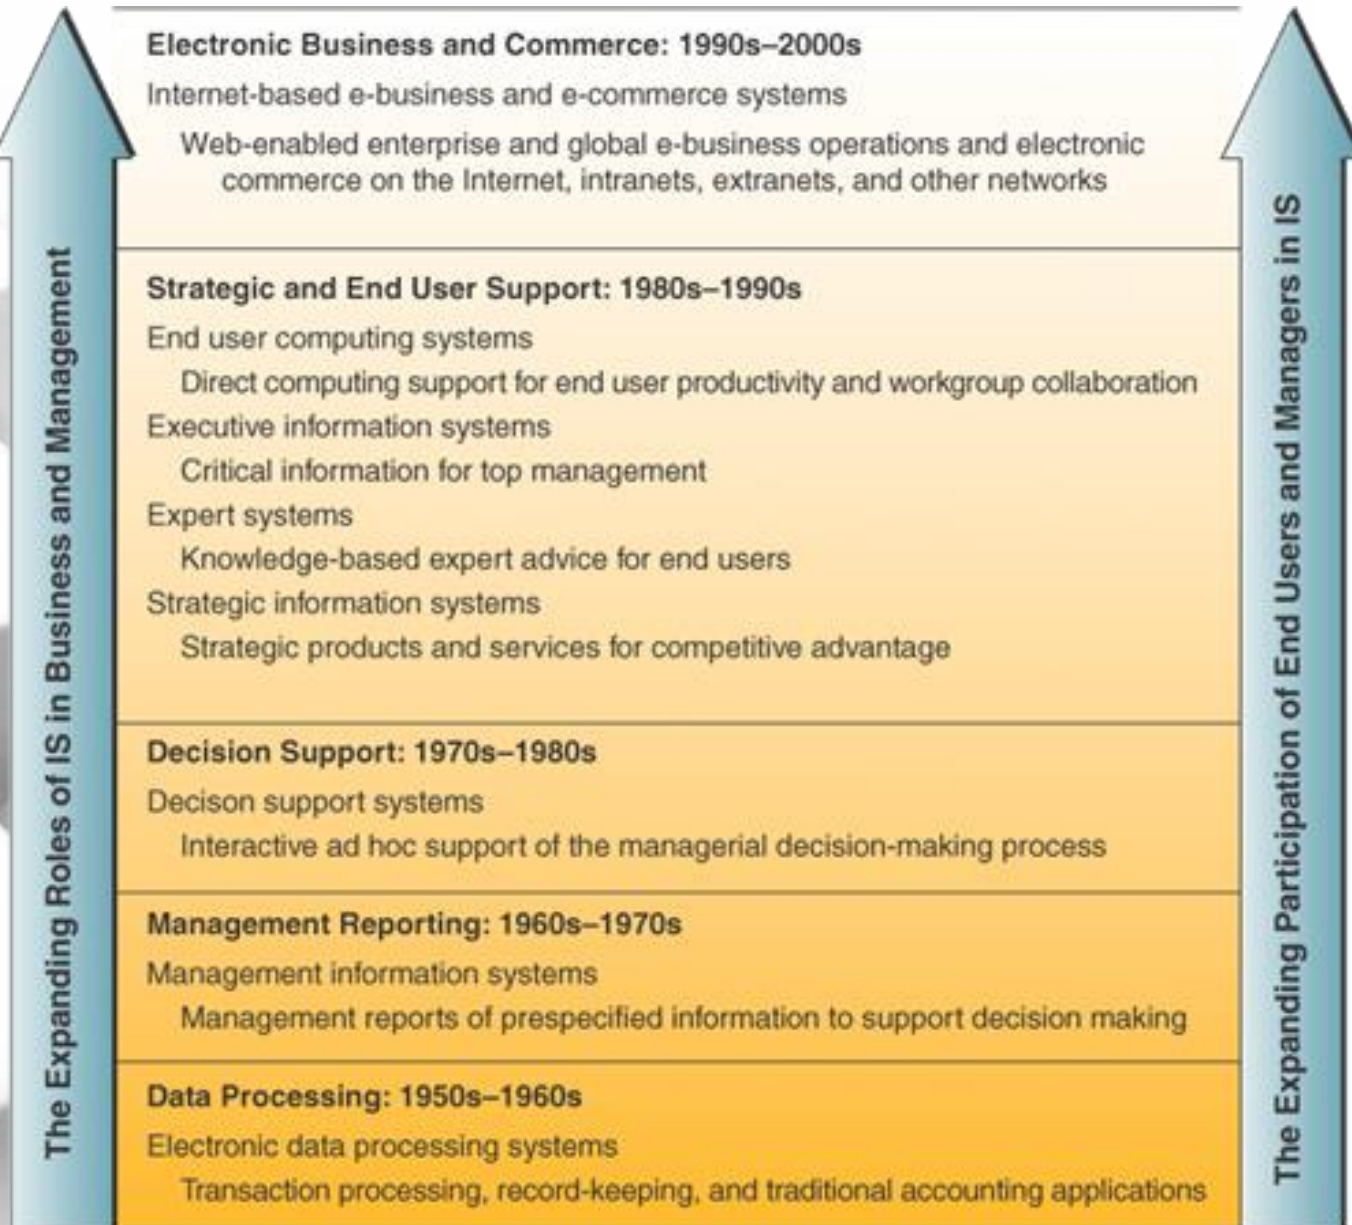 Electronic Business and Commerce: 1990s–2000s
Internet-based e-business and e-commerce systems
Web-enabled enterprise and global e-business operations and electronic
commerce on the Internet, intranets, extranets, and other networks
Strategic and End User Support: 1980s–1990s
End user computing systems
Direct computing support for end user productivity and workgroup collaboration
Executive information systems
Critical information for top management
Expert systems
Knowledge-based expert advice for end users
Strategic information systems
Strategic products and services for competitive advantage
Decision Support: 1970s–1980s
Decison support systems
Interactive ad hoc support of the managerial decision-making process
Management Reporting: 1960s–1970s
Management information systems
Management reports of prespecified information to support decision making
Data Processing: 1950s–1960s
Electronic data processing systems
Transaction processing, record-keeping, and traditional accounting applications
The Expanding Roles of IS in Business and Management
The Expanding Participation of End Users and Managers in IS